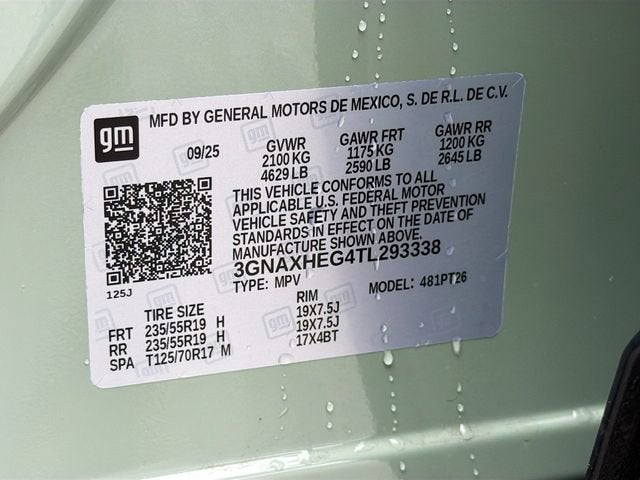 gm
MFD BY GENERAL MOTORS DE MEXICO, S. DE R.L. DE C.V.
09/25
GVWR GAWR FRT GAWR RR
2100 KG 1175 KG 1200 KG
4629 LB 2590 LB 2645 LB
THIS VEHICLE CONFORMS TO ALL
APPLICABLE U.S. FEDERAL MOTOR
VEHICLE SAFETY AND THEFT PREVENTION
STANDARDS IN EFFECT ON THE DATE OF
MANUFACTURE SHOWN ABOVE.
3GNAXHEG4TL293338
TYPE: MPV MODEL: 481PT26
125J
TIRE SIZE RIM
FRT 235/55R19 H 19X7.5J
RR 235/55R19 H 19X7.5J
SPA T125/70R17 M 17X4BT